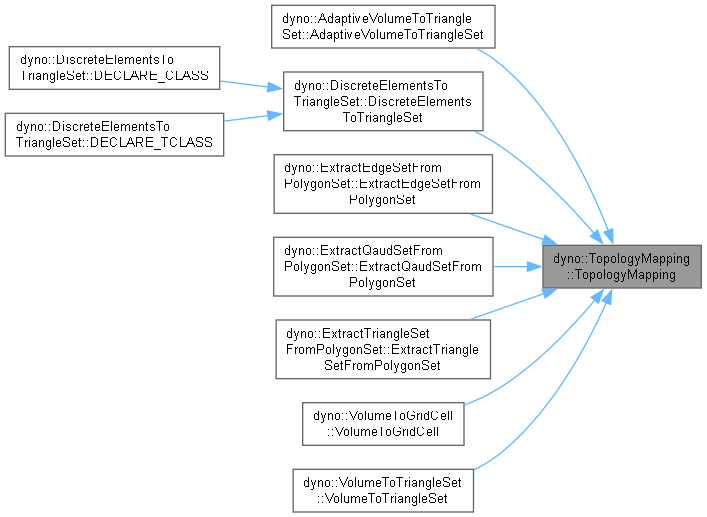 dyno::AdaptiveVolumeToTriangle
Set::AdaptiveVolumeToTriangleSet
dyno::DiscreteElementsTo
TriangleSet::DECLARE_CLASS
dyno::DiscreteElementsTo
TriangleSet::DiscreteElements
ToTriangleSet
dyno::DiscreteElementsTo
TriangleSet::DECLARE_TCLASS
dyno::ExtractEdgeSetFrom
PolygonSet::ExtractEdgeSetFrom
PolygonSet
dyno::TopologyMapping
::TopologyMapping
dyno::ExtractQaudSetFrom
PolygonSet::ExtractQaudSetFrom
PolygonSet
dyno::ExtractTriangleSet
FromPolygonSet::ExtractTriangle
SetFromPolygonSet
dyno::VolumeToGridCell
::VolumeToGridCell
dyno::VolumeToTriangleSet
::VolumeToTriangleSet